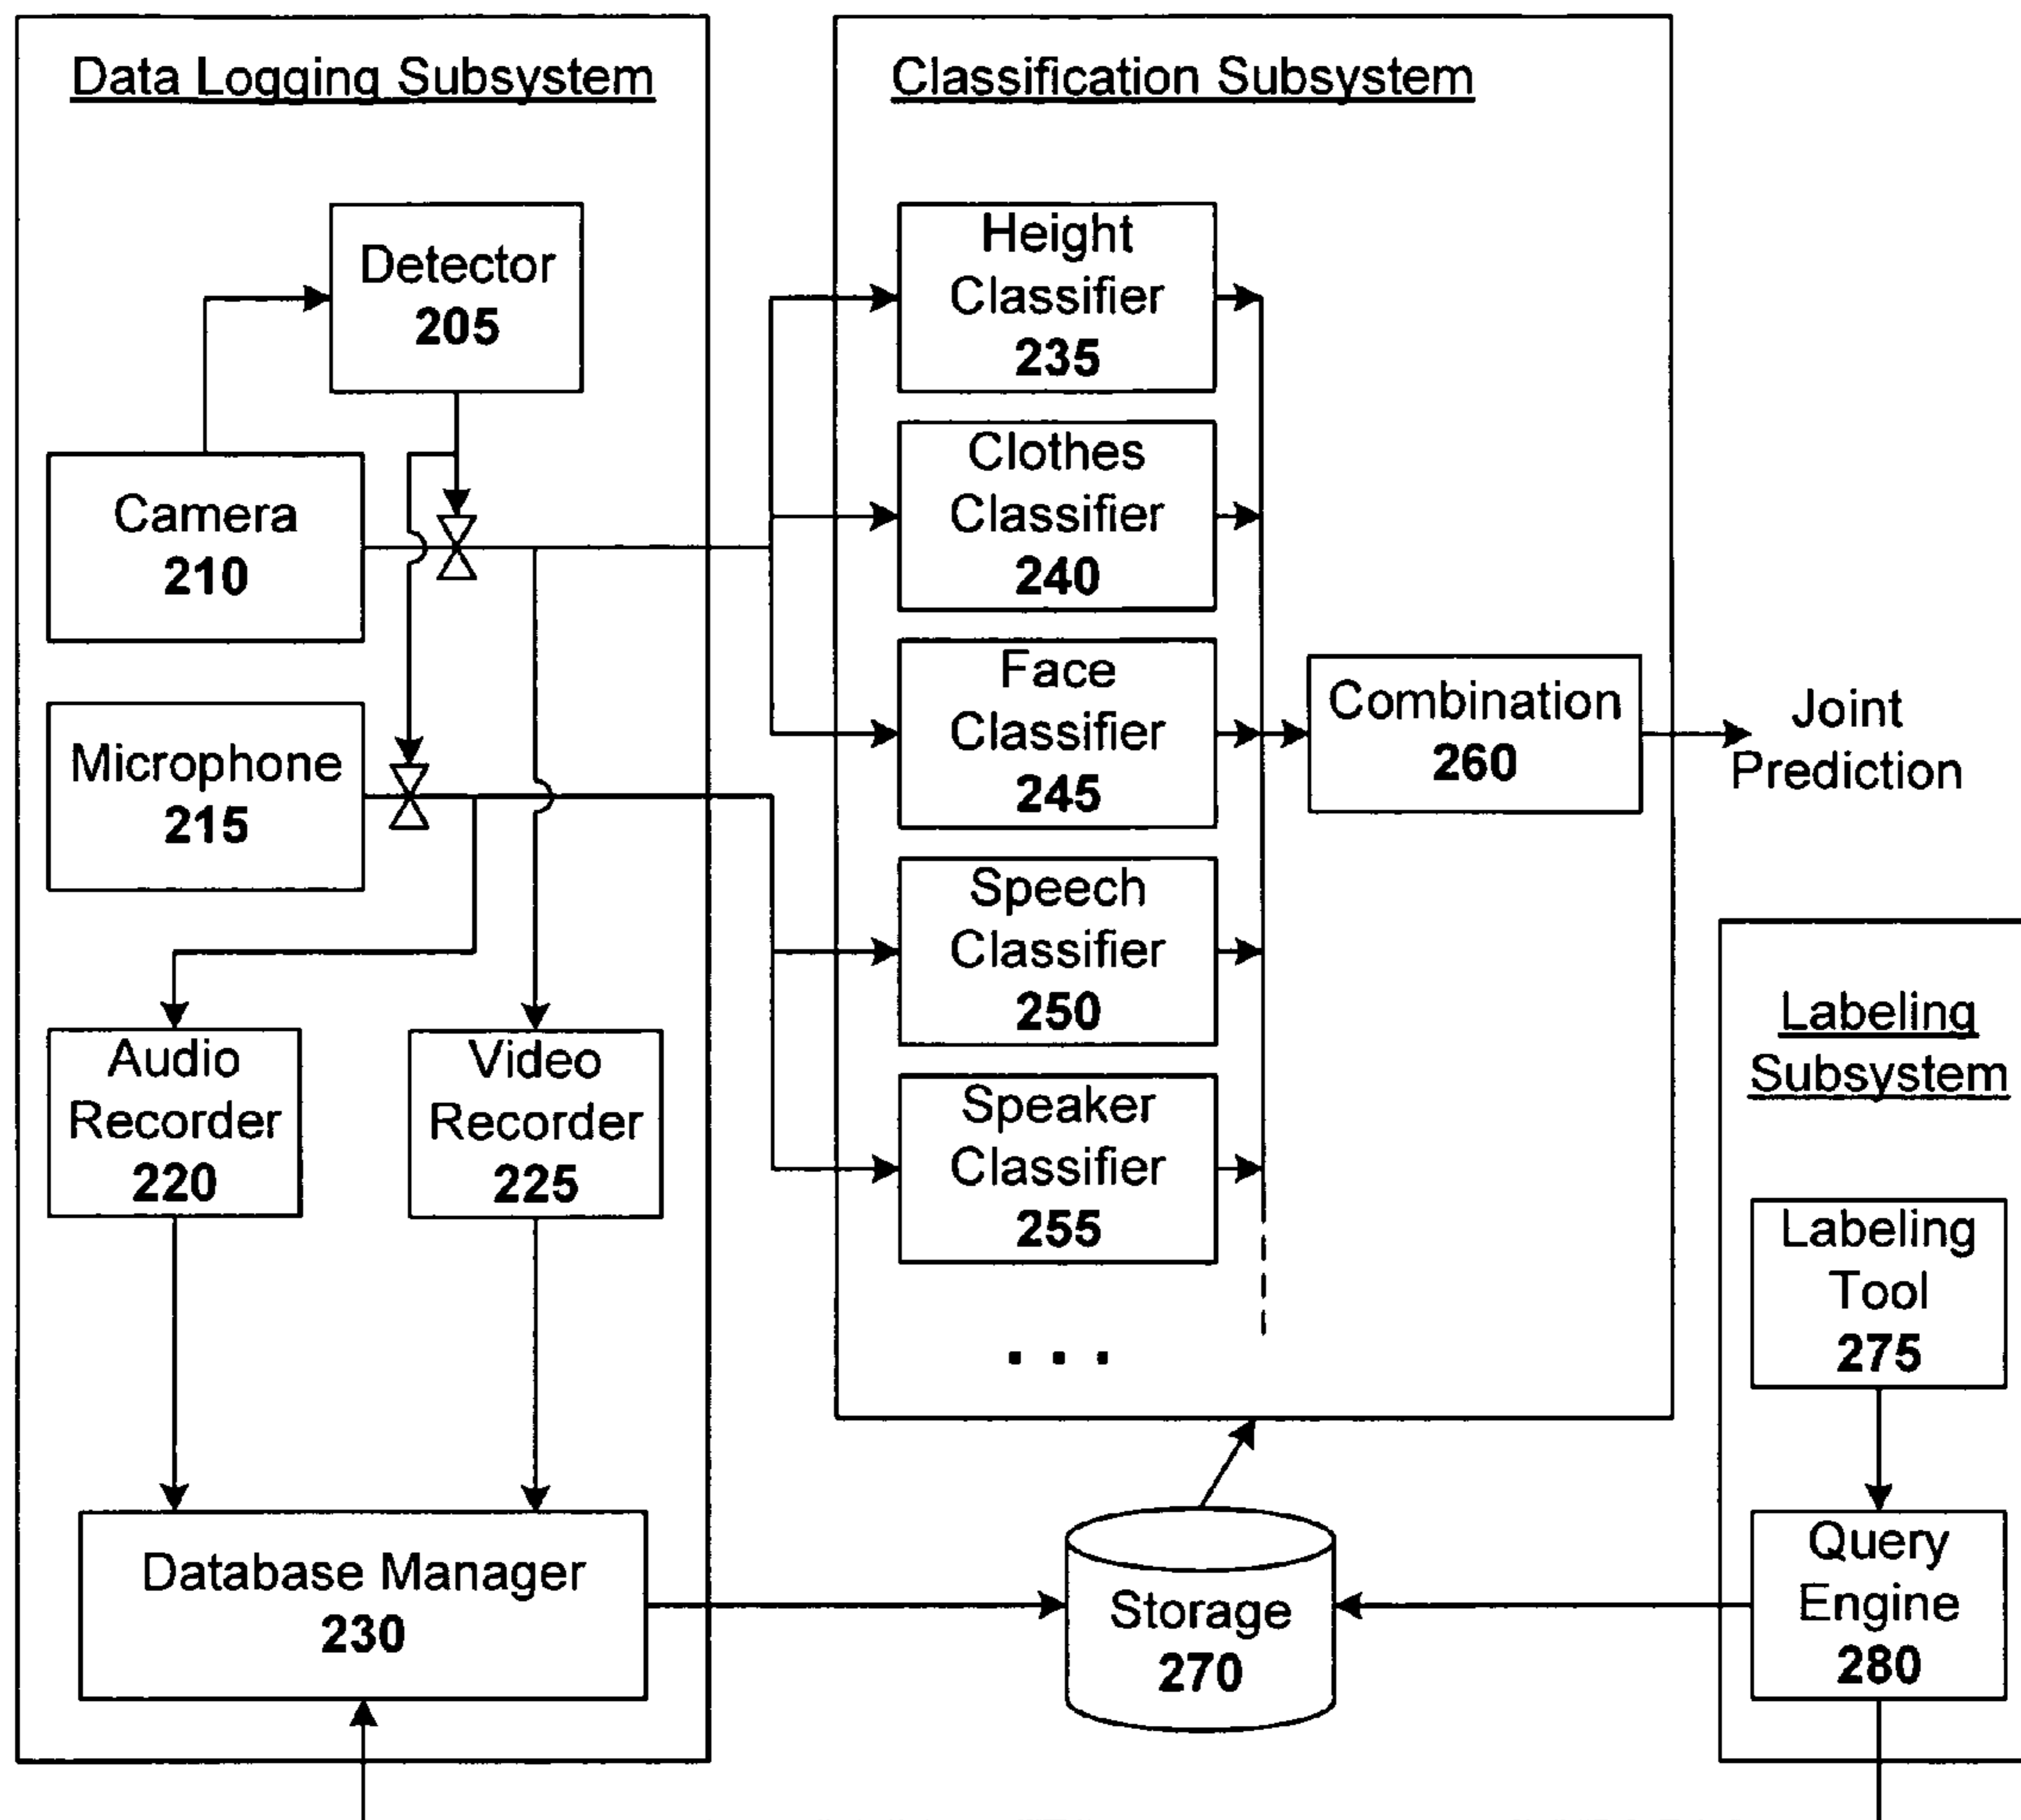 Data Logging Subsystem
Detector
205
Camera
210
Microphone
215
Audio
Recorder
220
Video
Recorder
225
Database Manager
230
Classification Subsystem
Height
Classifier
235
Clothes
Classifier
240
Face
Classifier
245
Speech
Classifier
250
Speaker
Classifier
255
. . .
Combination
260
Joint
Prediction
Storage
270
Labeling
Subsystem
Labeling
Tool
275
Query
Engine
280